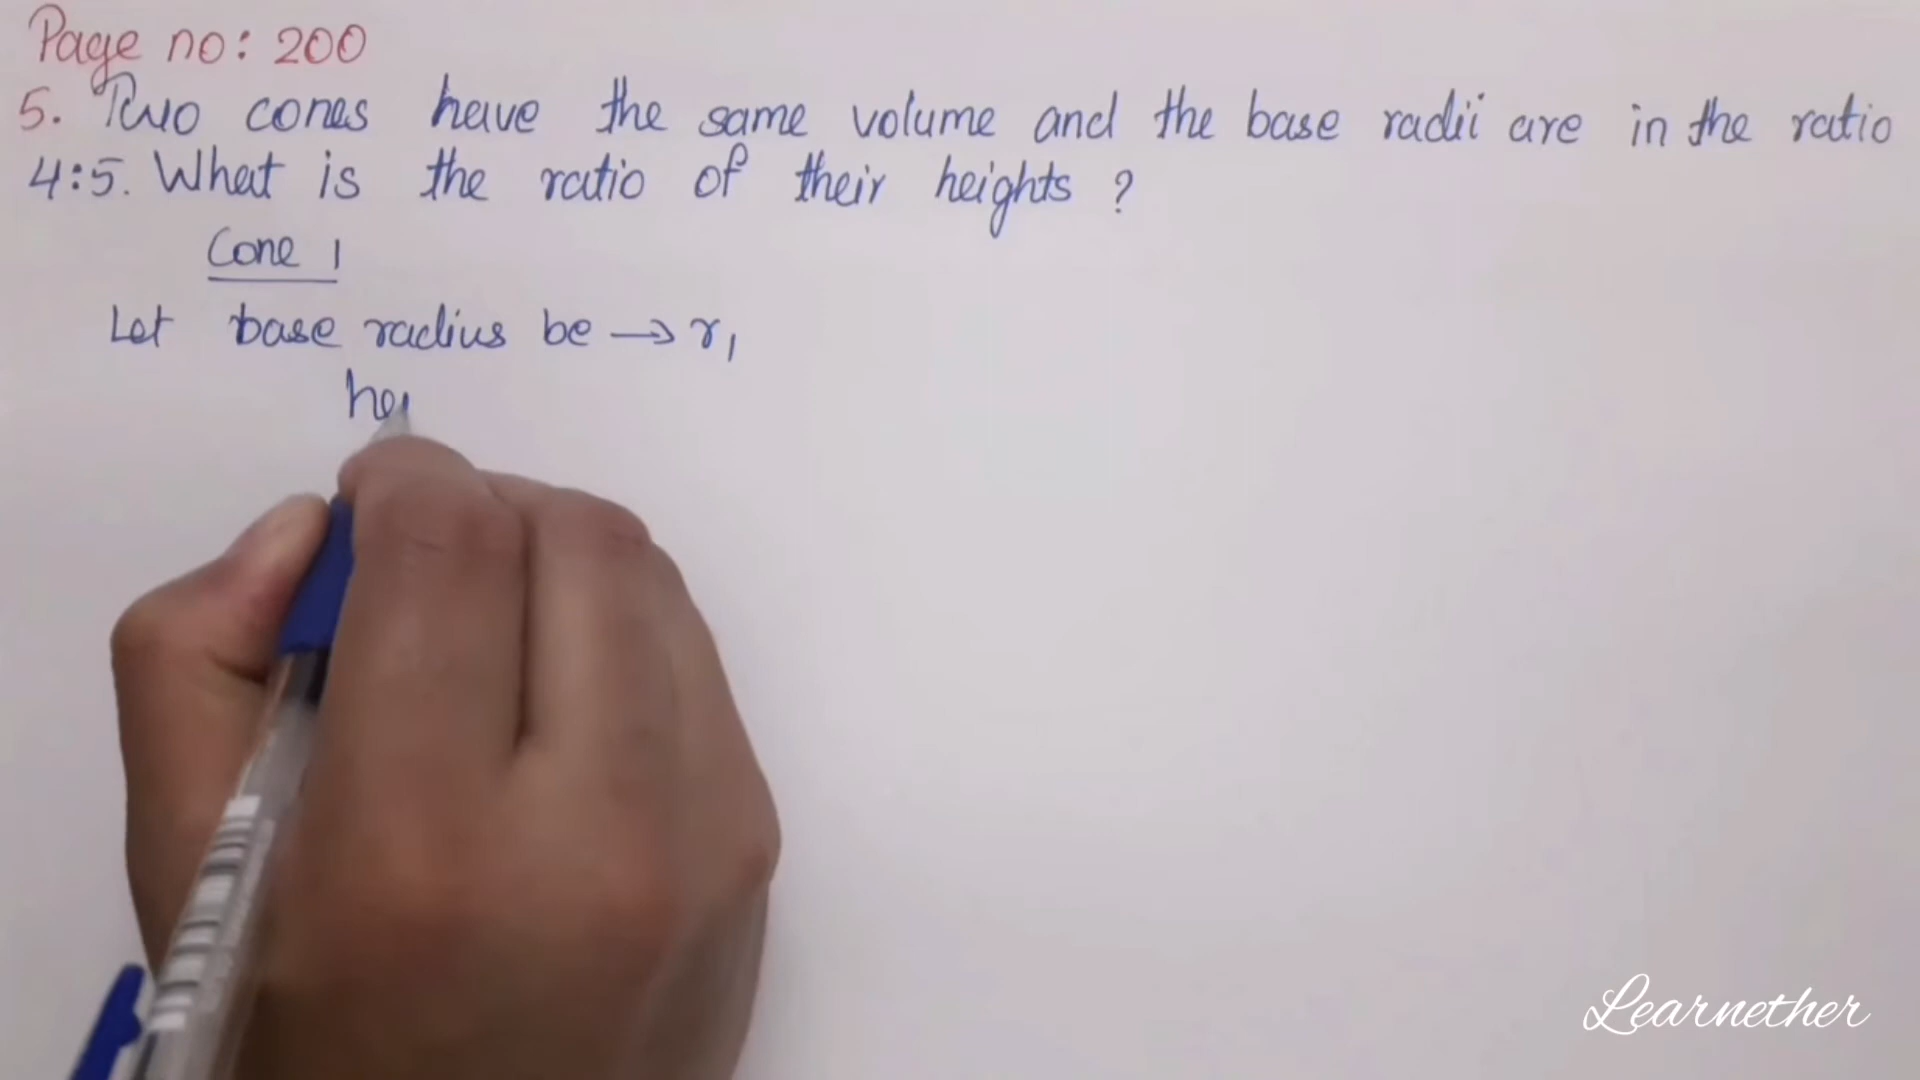 Page no: 200
5. Two cones have the same volume and the base radii are in the ratio
4:5. What is the ratio of their heights ?
Cone 1
Let base radius be → r₁
hei
Learnether